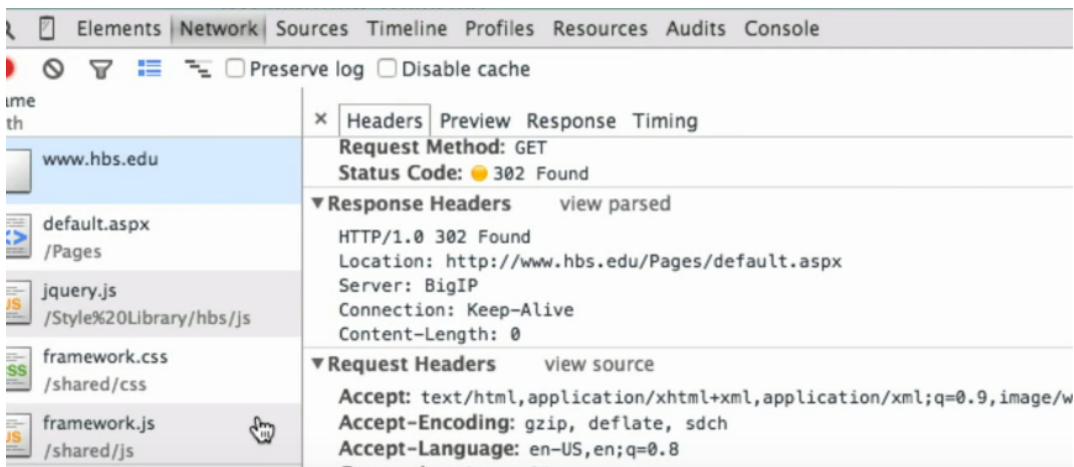 Elements Network Sources Timeline Profiles Resources Audits Console
Preserve log Disable cache
ame
th
× Headers Preview Response Timing
www.hbs.edu
default.aspx
/Pages
jquery.js
/Style%20Library/hbs/js
framework.css
/shared/css
framework.js
/shared/js
Request Method: GET
Status Code: 302 Found
Response Headers view parsed
HTTP/1.0 302 Found
Location: http://www.hbs.edu/Pages/default.aspx
Server: BigIP
Connection: Keep-Alive
Content-Length: 0
Request Headers view source
Accept: text/html,application/xhtml+xml,application/xml;q=0.9,image/w
Accept-Encoding: gzip, deflate, sdch
Accept-Language: en-US,en;q=0.8